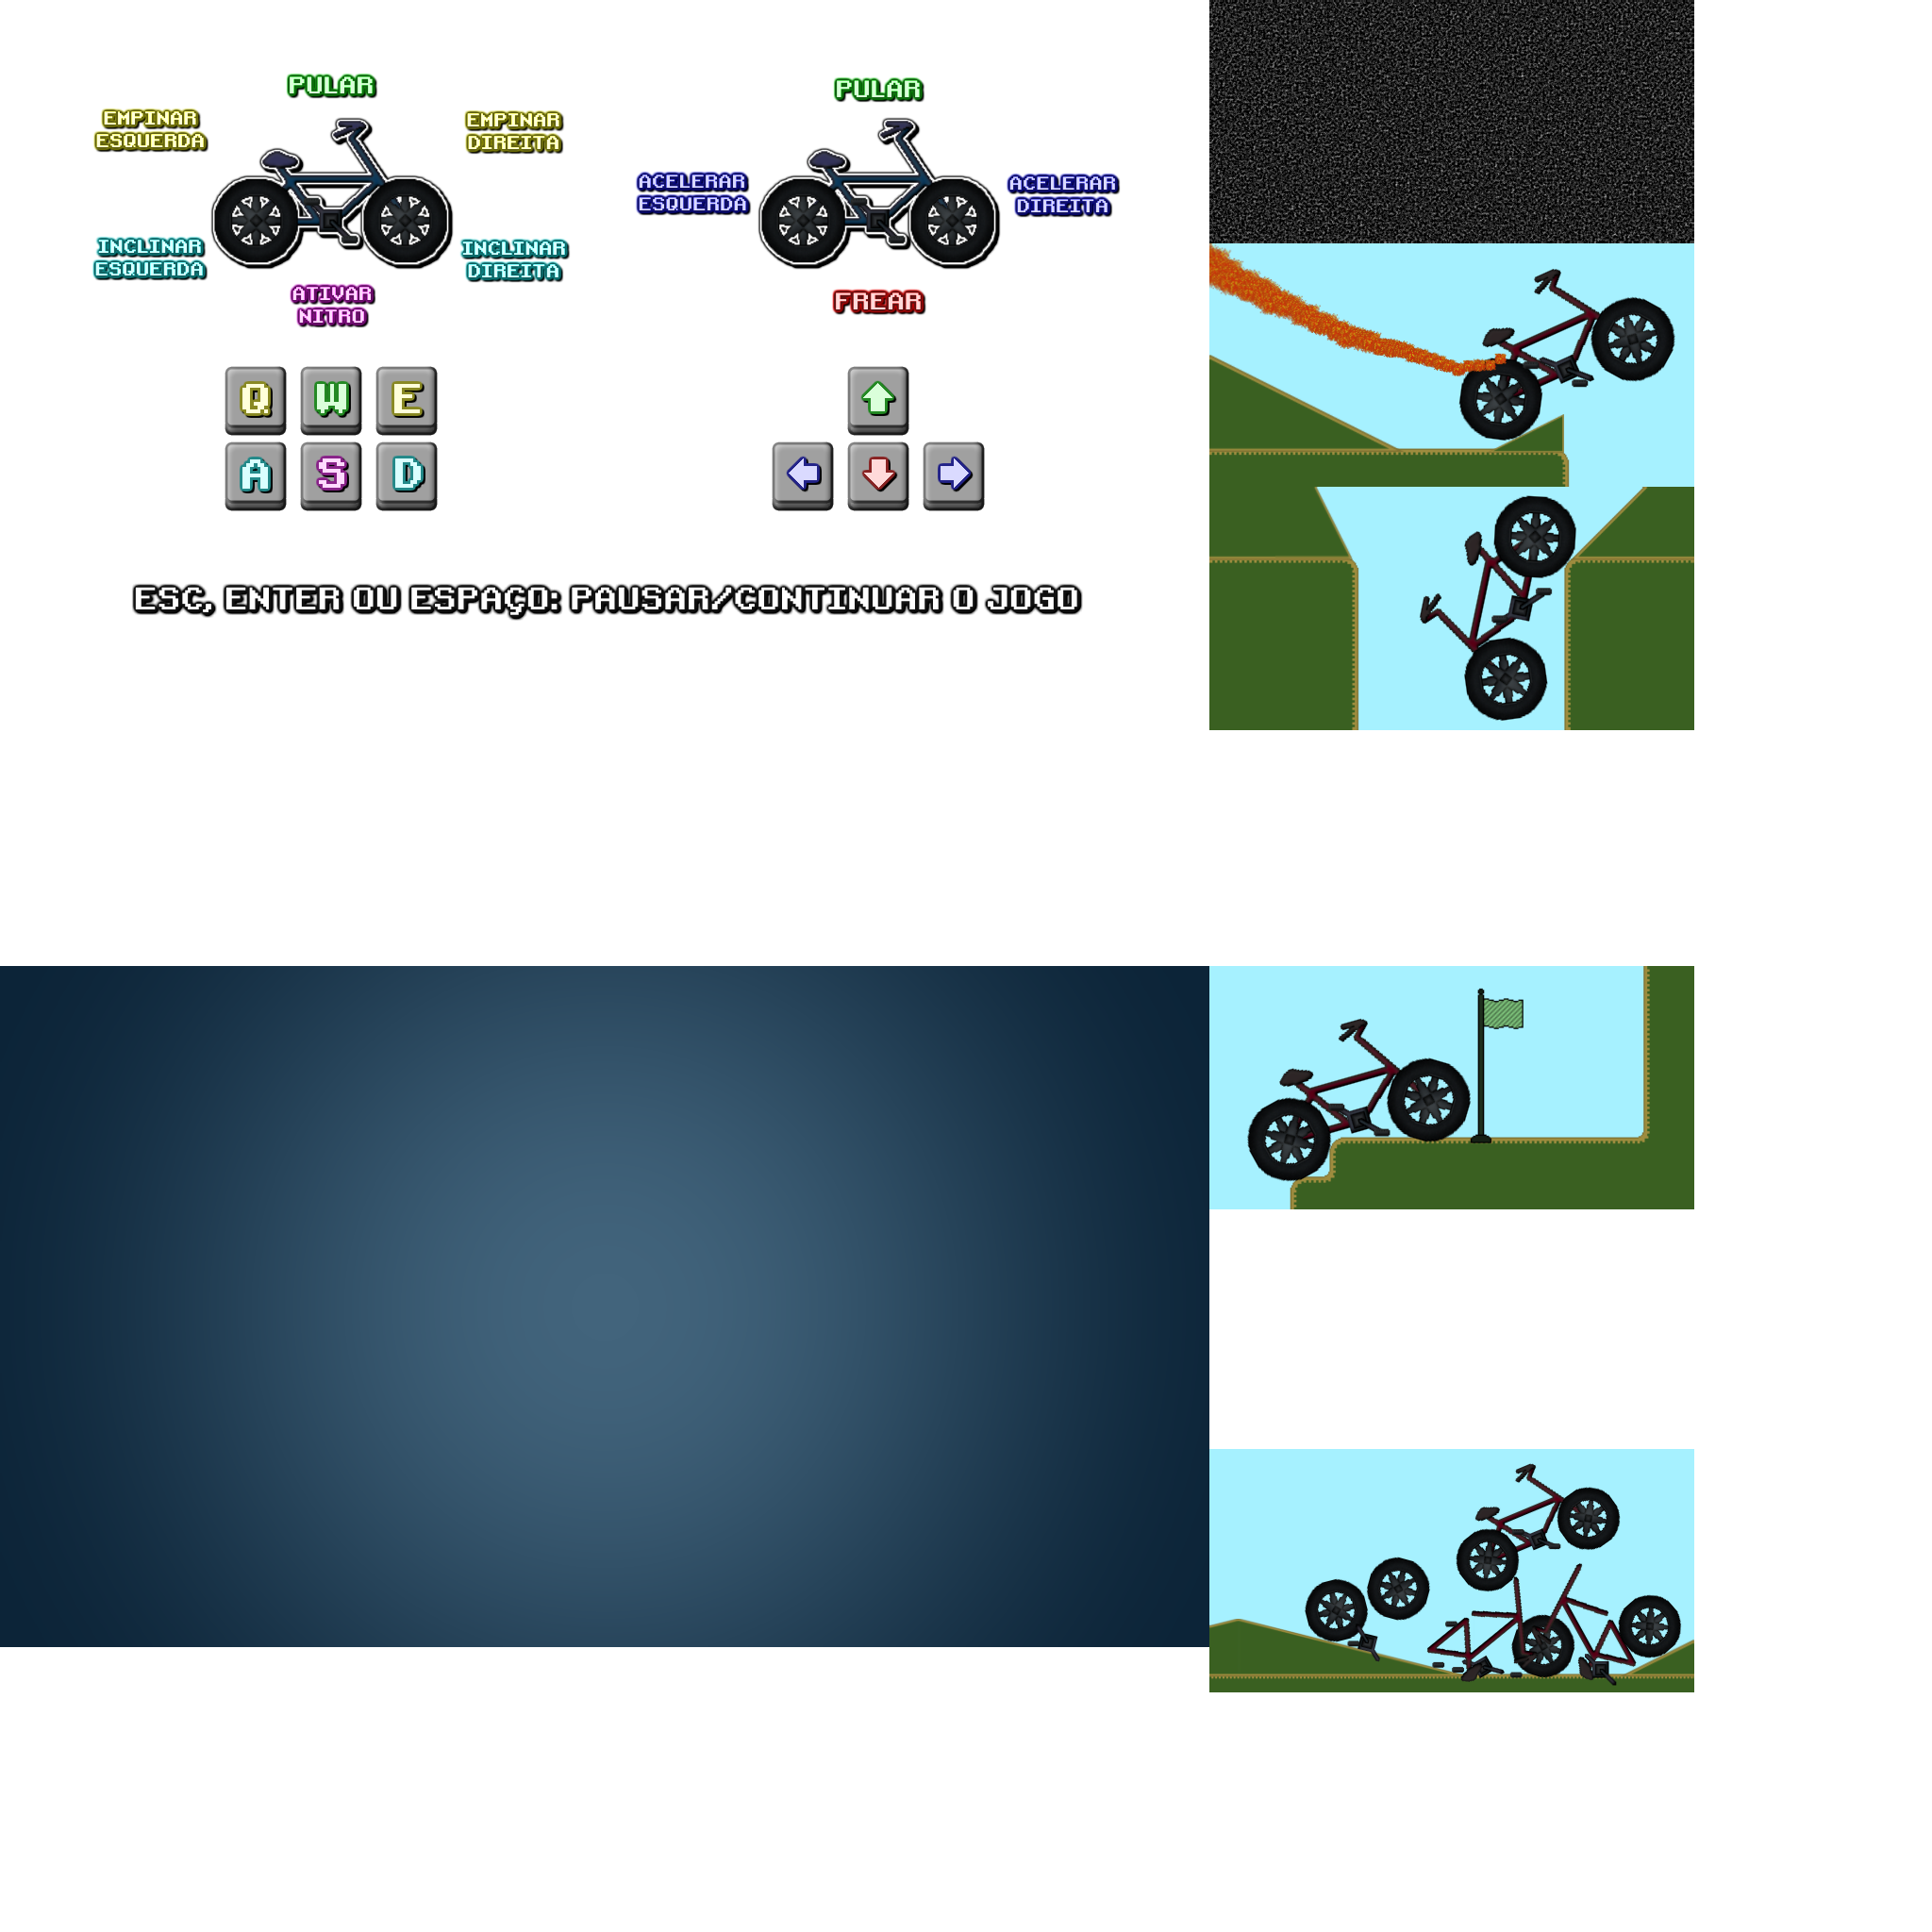 PULAR
EMPINAR
ESQUERDA
EMPINAR
DIREITA
INCLINAR
ESQUERDA
INCLINAR
DIREITA
ATIVAR
NITRO
Q W E
A S D
PULAR
ACELERAR
ESQUERDA
ACELERAR
DIREITA
FREAR
ESC, ENTER OU ESPAÇO: PAUSAR/CONTINUAR O JOGO